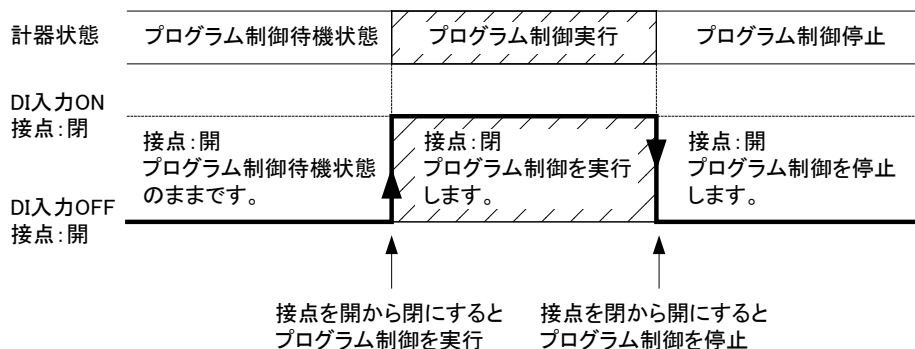 計器状態
プログラム制御待機状態
プログラム制御実行
プログラム制御停止
DI入力ON
接点:閉
接点:開
プログラム制御待機状態
のままです。
接点:閉
プログラム制御を実行
します。
接点:開
プログラム制御を停止
します。
DI入力OFF
接点:開
接点を開から閉にすると
プログラム制御を実行
接点を閉から開にすると
プログラム制御を停止